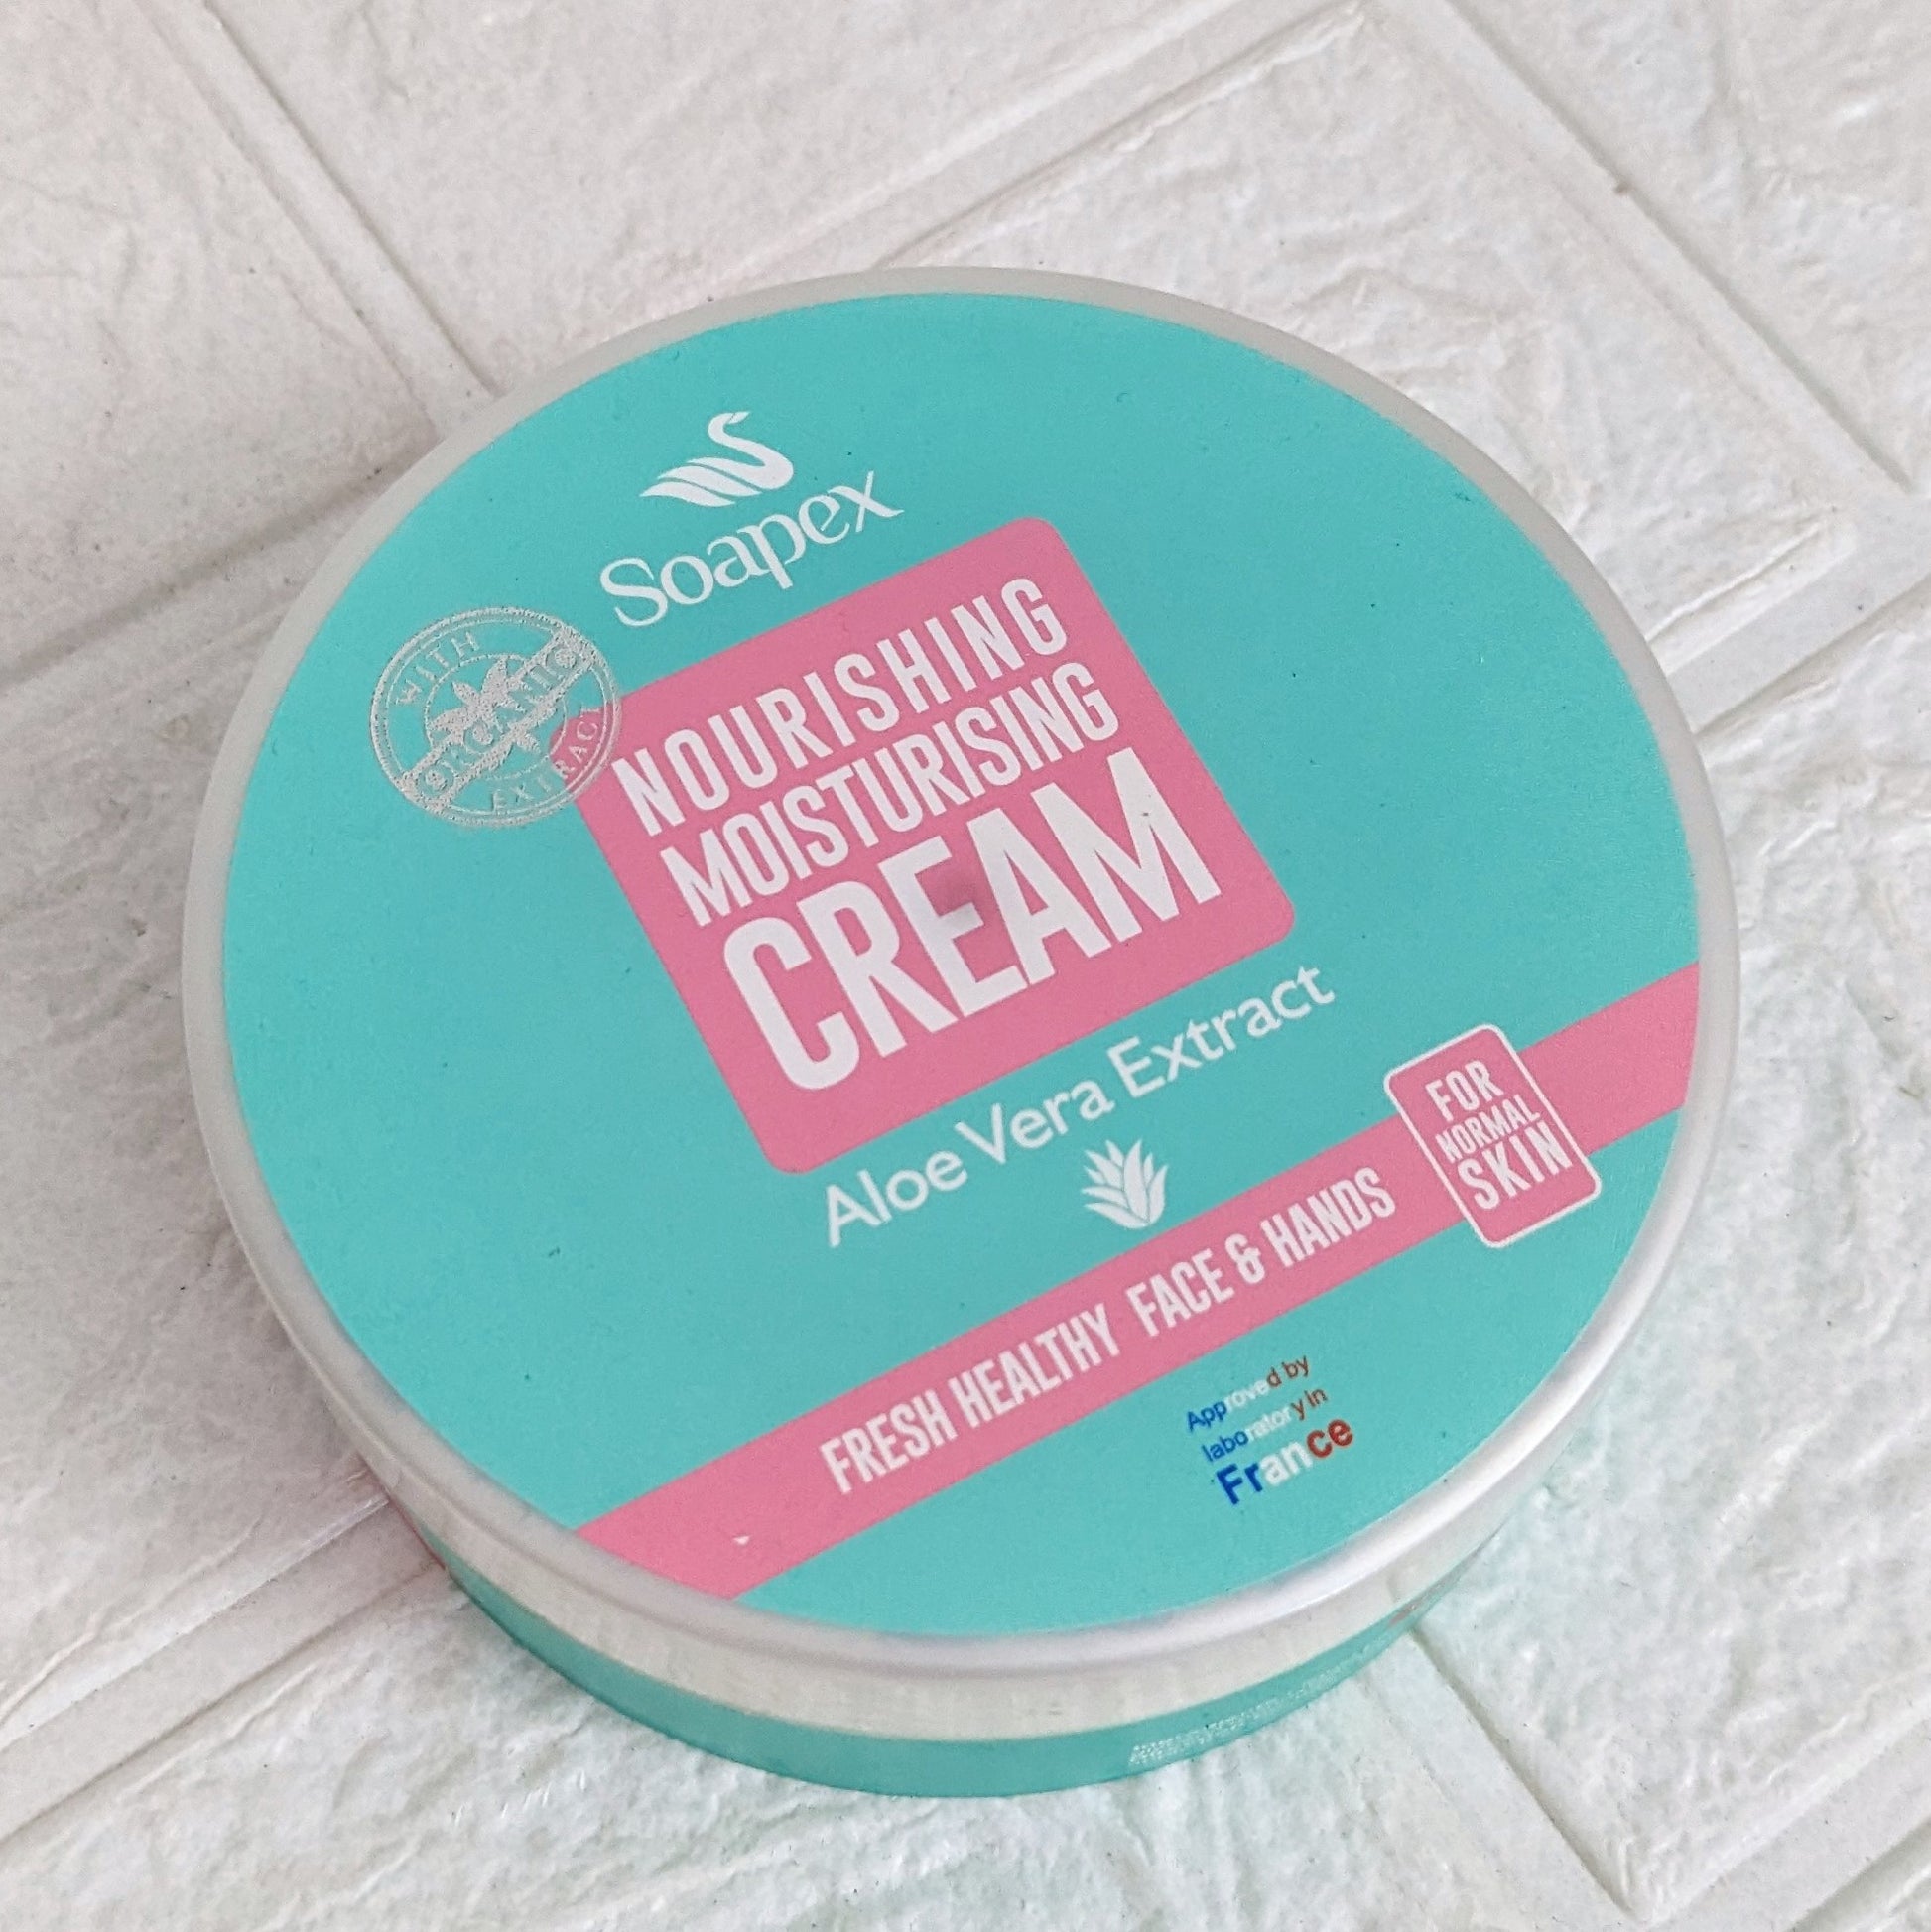 Soapex
WITH
ORGANIC
EXTRACT
NOURISHING
MOISTURISING
CREAM
Aloe Vera Extract
FOR
NORMAL
SKIN
FRESH HEALTHY FACE & HANDS
Approved by
laboratory in
France